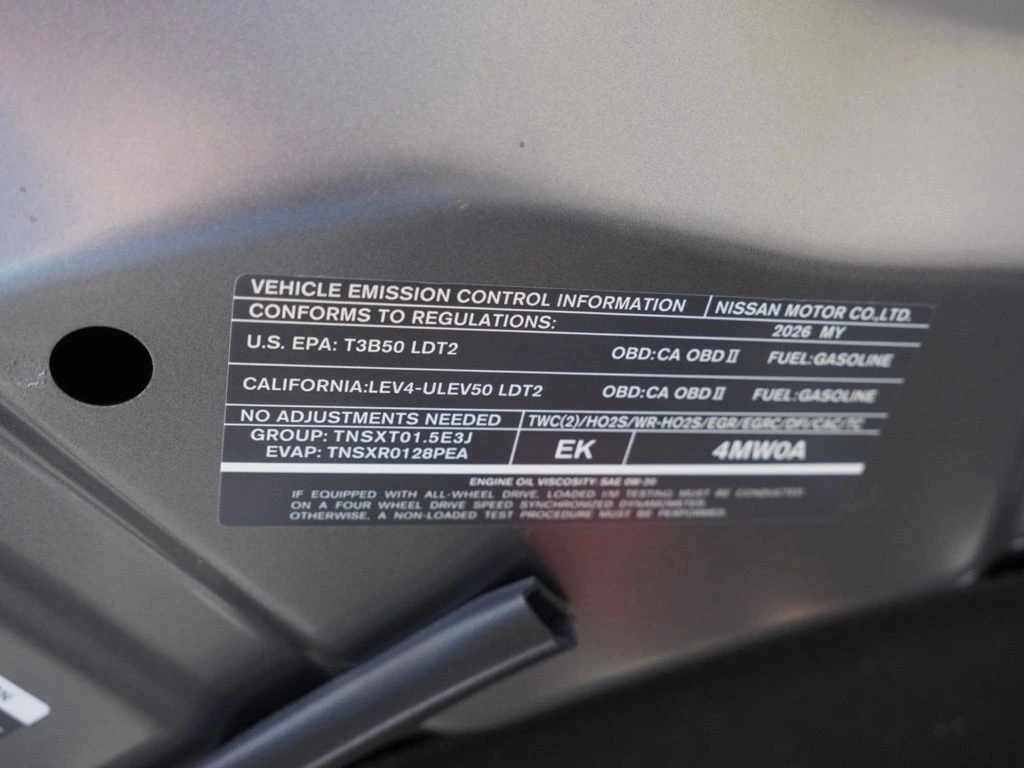 VEHICLE EMISSION CONTROL INFORMATION NISSAN MOTOR CO.,LTD.
CONFORMS TO REGULATIONS: 2026 MY
U.S. EPA: T3B50 LDT2 OBD:CA OBD II FUEL:GASOLINE
CALIFORNIA:LEV4-ULEV50 LDT2 OBD:CA OBD II FUEL:GASOLINE
NO ADJUSTMENTS NEEDED TWC(2)/HO2S/WR-HO2S/EGR/EGRC/DFI/CAC/TC
GROUP: TNSXT01.5E3J
EVAP: TNSXR0128PEA
EK 4MW0A
ENGINE OIL VISCOSITY: SAE 0W-20
IF EQUIPPED WITH ALL-WHEEL DRIVE, LOADED I/M TESTING MUST BE CONDUCTED
ON A FOUR WHEEL DRIVE SPEED SYNCHRONIZED DYNAMOMETER.
OTHERWISE, A NON-LOADED TEST PROCEDURE MUST BE PERFORMED.